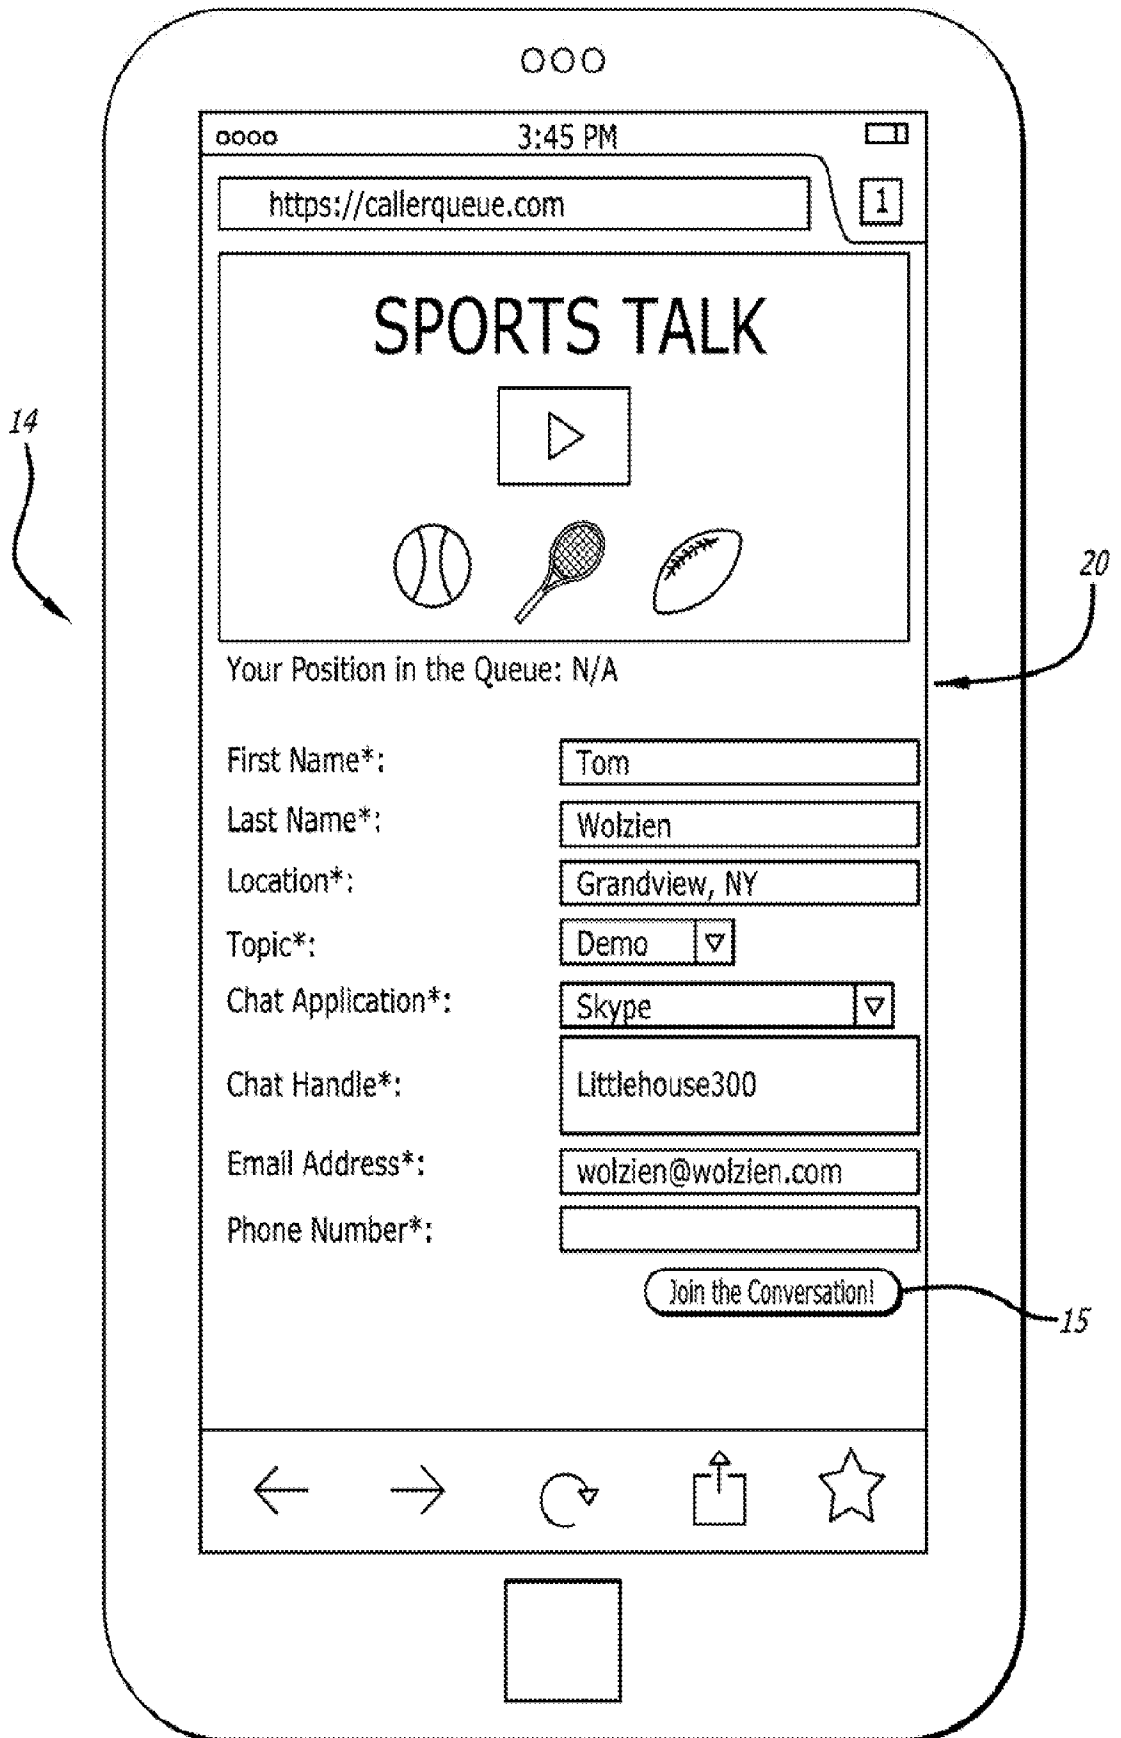 3:45 PM
https://callerqueue.com
1
SPORTS TALK
14
20
Your Position in the Queue: N/A
First Name*: Tom
Last Name*: Wolzien
Location*: Grandview, NY
Topic*: Demo
Chat Application*: Skype
Chat Handle*: Littlehouse300
Email Address*: wolzien@wolzien.com
Phone Number*:
Join the Conversation!
15